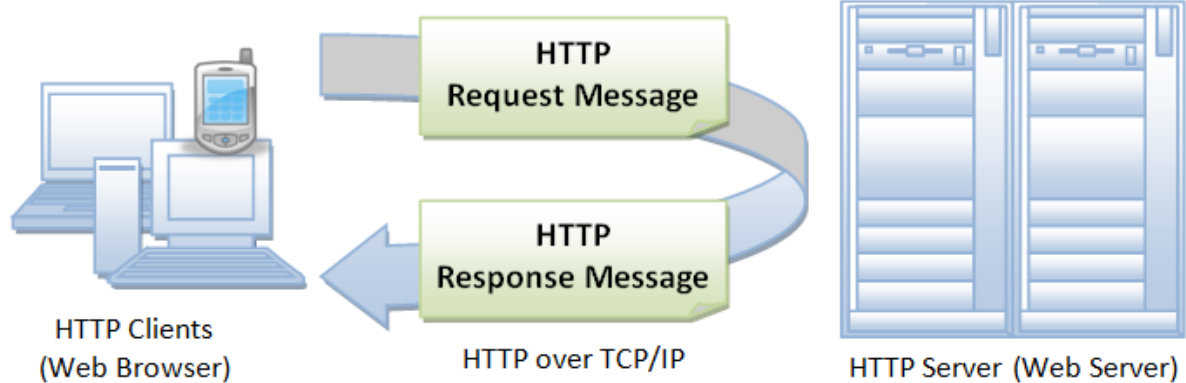 HTTP
Request Message
HTTP
Response Message
HTTP Clients
(Web Browser)
HTTP over TCP/IP
HTTP Server (Web Server)